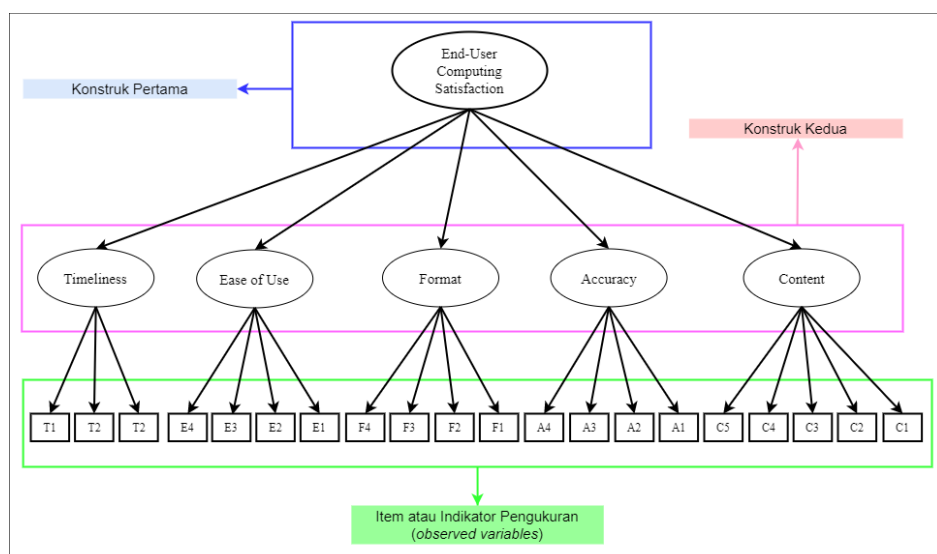 End-User
Computing
Satisfaction
Konstruk Pertama
Konstruk Kedua
Timeliness
Ease of Use
Format
Accuracy
Content
T1 T2 T2 E4 E3 E2 E1 F4 F3 F2 F1 A4 A3 A2 A1 C5 C4 C3 C2 C1
Item atau Indikator Pengukuran
(observed variables)